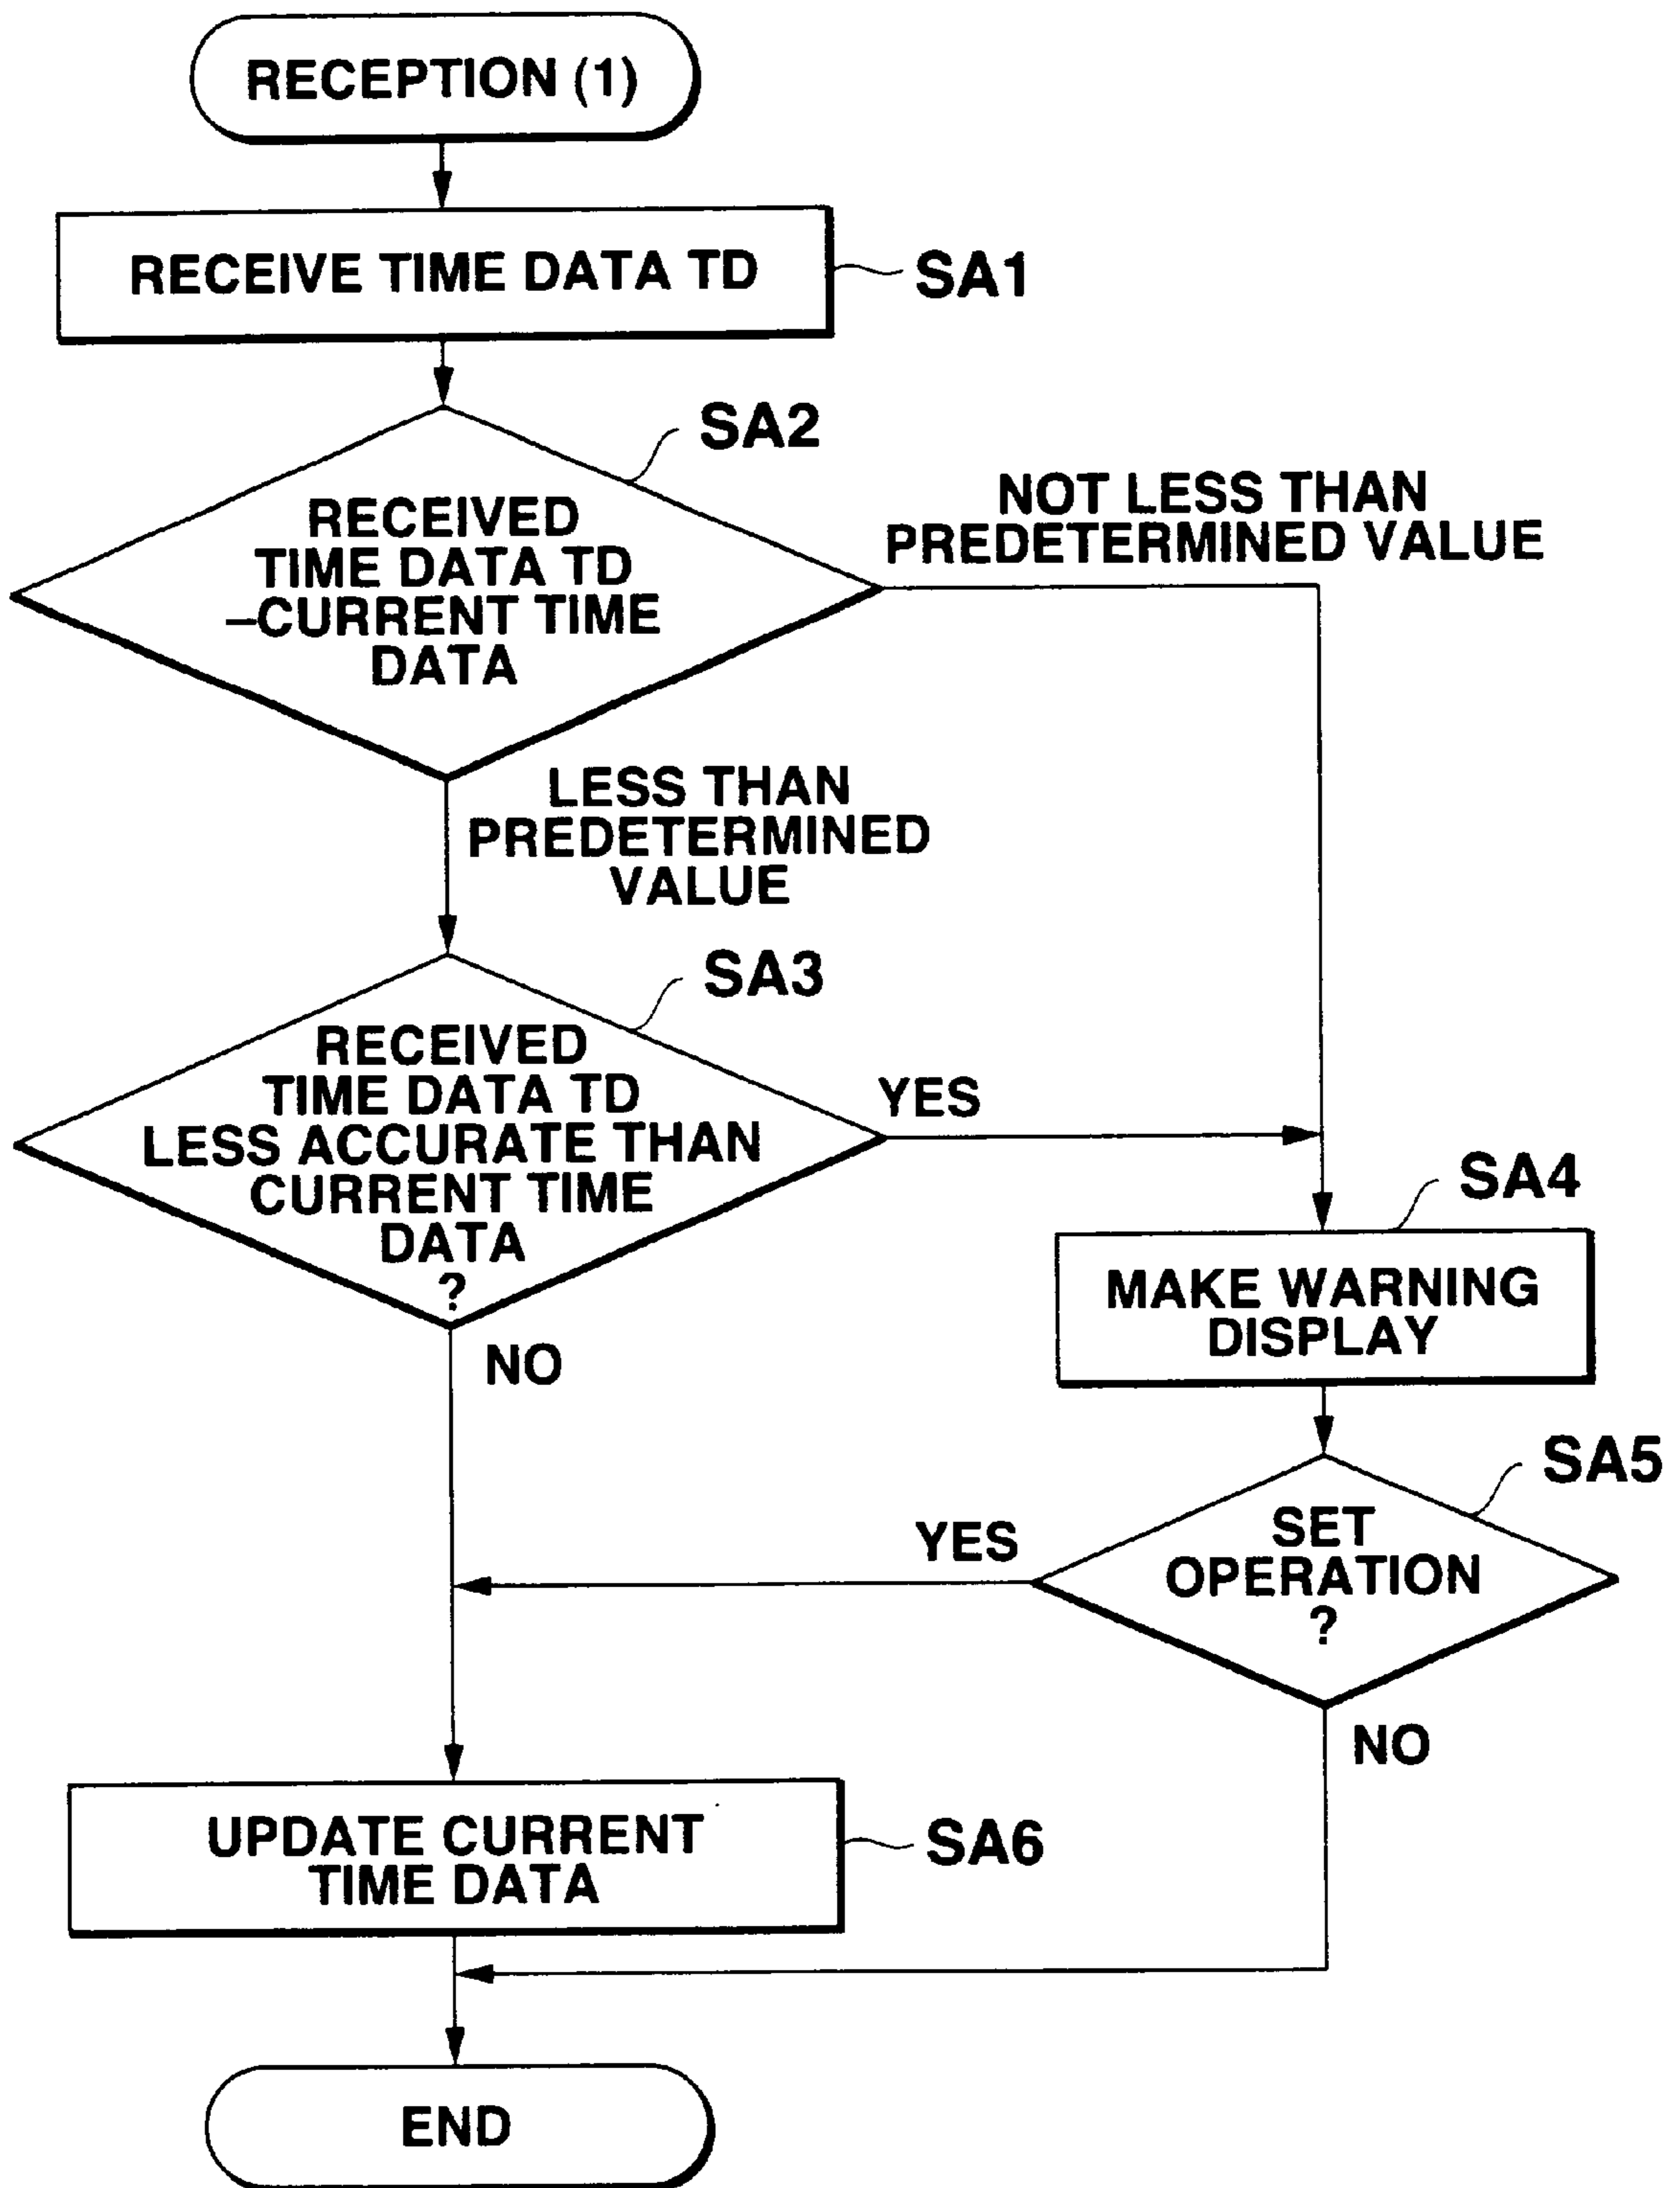 RECEPTION (1)
RECEIVE TIME DATA TD
SA1
SA2
RECEIVED
TIME DATA TD
–CURRENT TIME
DATA
NOT LESS THAN
PREDETERMINED VALUE
LESS THAN
PREDETERMINED
VALUE
SA3
RECEIVED
TIME DATA TD
LESS ACCURATE THAN
CURRENT TIME
DATA
?
YES
NO
SA4
MAKE WARNING
DISPLAY
SA5
SET
OPERATION
?
YES
NO
UPDATE CURRENT
TIME DATA
SA6
END